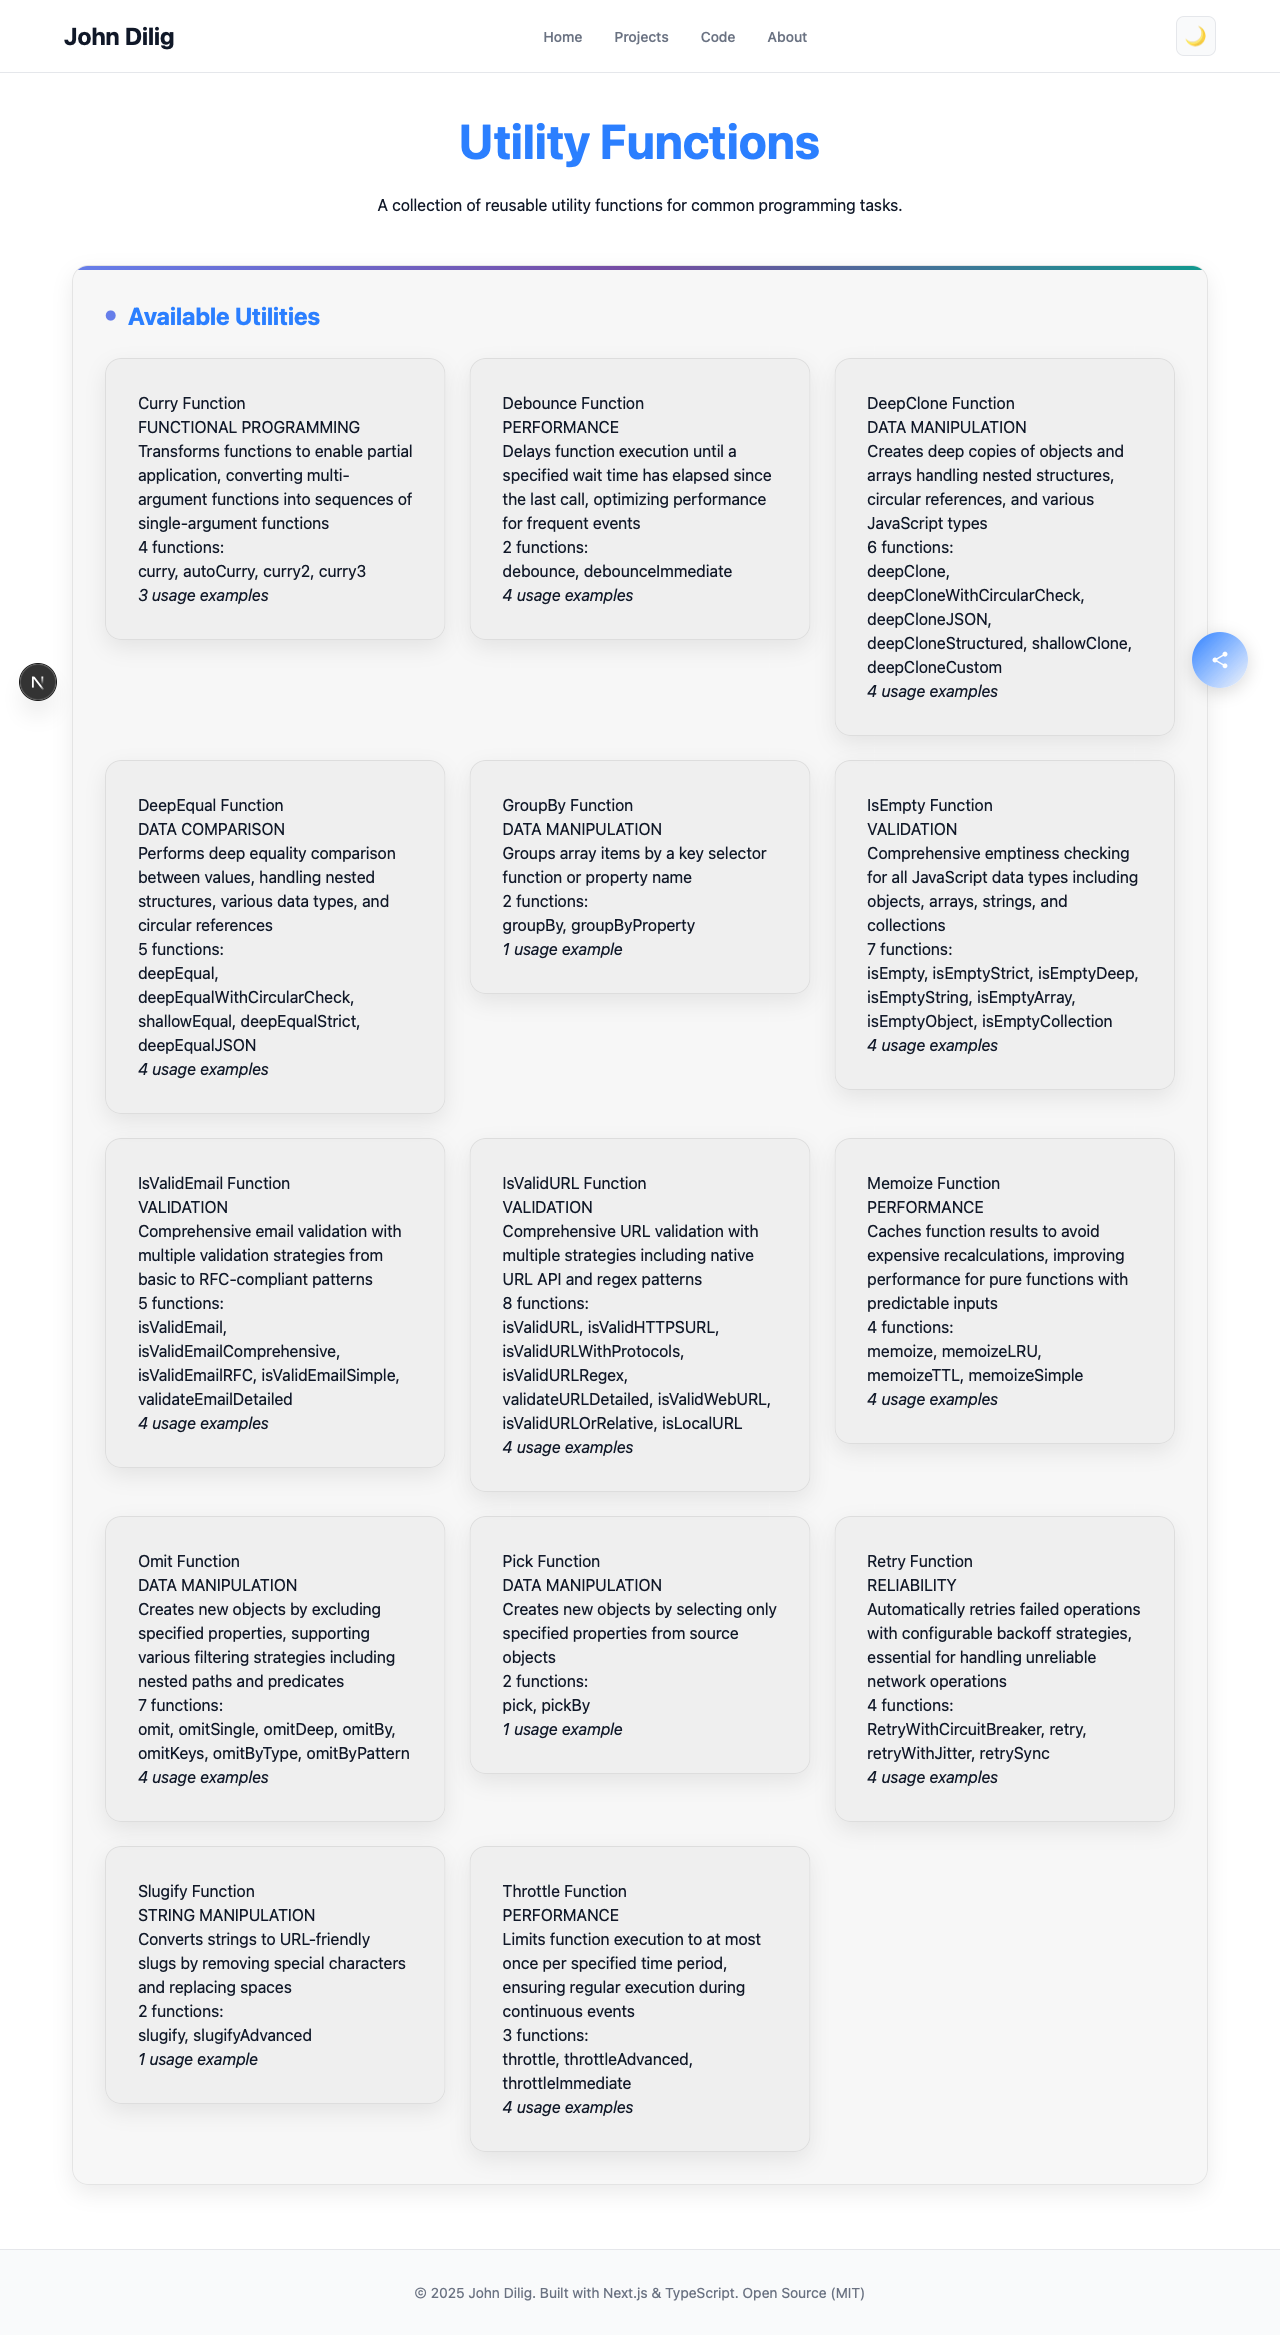 John Dilig
Home
Projects
Code
About
Utility Functions
A collection of reusable utility functions for common programming tasks.
Available Utilities
Curry Function
FUNCTIONAL PROGRAMMING
Transforms functions to enable partial
application, converting multi-
argument functions into sequences of
single-argument functions
4 functions:
curry, autoCurry, curry2, curry3
3 usage examples
Debounce Function
PERFORMANCE
Delays function execution until a
specified wait time has elapsed since
the last call, optimizing performance
for frequent events
2 functions:
debounce, debounceImmediate
4 usage examples
DeepClone Function
DATA MANIPULATION
Creates deep copies of objects and
arrays handling nested structures,
circular references, and various
JavaScript types
6 functions:
deepClone,
deepCloneWithCircularCheck,
deepCloneJSON,
deepCloneStructured, shallowClone,
deepCloneCustom
4 usage examples
N
DeepEqual Function
DATA COMPARISON
Performs deep equality comparison
between values, handling nested
structures, various data types, and
circular references
5 functions:
deepEqual,
deepEqualWithCircularCheck,
shallowEqual, deepEqualStrict,
deepEqualJSON
4 usage examples
GroupBy Function
DATA MANIPULATION
Groups array items by a key selector
function or property name
2 functions:
groupBy, groupByProperty
1 usage example
IsEmpty Function
VALIDATION
Comprehensive emptiness checking
for all JavaScript data types including
objects, arrays, strings, and
collections
7 functions:
isEmpty, isEmptyStrict, isEmptyDeep,
isEmptyString, isEmptyArray,
isEmptyObject, isEmptyCollection
4 usage examples
IsValidEmail Function
VALIDATION
Comprehensive email validation with
multiple validation strategies from
basic to RFC-compliant patterns
5 functions:
isValidEmail,
isValidEmailComprehensive,
isValidEmailRFC, isValidEmailSimple,
validateEmailDetailed
4 usage examples
IsValidURL Function
VALIDATION
Comprehensive URL validation with
multiple strategies including native
URL API and regex patterns
8 functions:
isValidURL, isValidHTTPSURL,
isValidURLWithProtocols,
isValidURLRegex,
validateURLDetailed, isValidWebURL,
isValidURLOrRelative, isLocalURL
4 usage examples
Memoize Function
PERFORMANCE
Caches function results to avoid
expensive recalculations, improving
performance for pure functions with
predictable inputs
4 functions:
memoize, memoizeLRU,
memoizeTTL, memoizeSimple
4 usage examples
Omit Function
DATA MANIPULATION
Creates new objects by excluding
specified properties, supporting
various filtering strategies including
nested paths and predicates
7 functions:
omit, omitSingle, omitDeep, omitBy,
omitKeys, omitByType, omitByPattern
4 usage examples
Pick Function
DATA MANIPULATION
Creates new objects by selecting only
specified properties from source
objects
2 functions:
pick, pickBy
1 usage example
Retry Function
RELIABILITY
Automatically retries failed operations
with configurable backoff strategies,
essential for handling unreliable
network operations
4 functions:
RetryWithCircuitBreaker, retry,
retryWithJitter, retrySync
4 usage examples
Slugify Function
STRING MANIPULATION
Converts strings to URL-friendly
slugs by removing special characters
and replacing spaces
2 functions:
slugify, slugifyAdvanced
1 usage example
Throttle Function
PERFORMANCE
Limits function execution to at most
once per specified time period,
ensuring regular execution during
continuous events
3 functions:
throttle, throttleAdvanced,
throttleImmediate
4 usage examples
© 2025 John Dilig. Built with Next.js & TypeScript. Open Source (MIT)